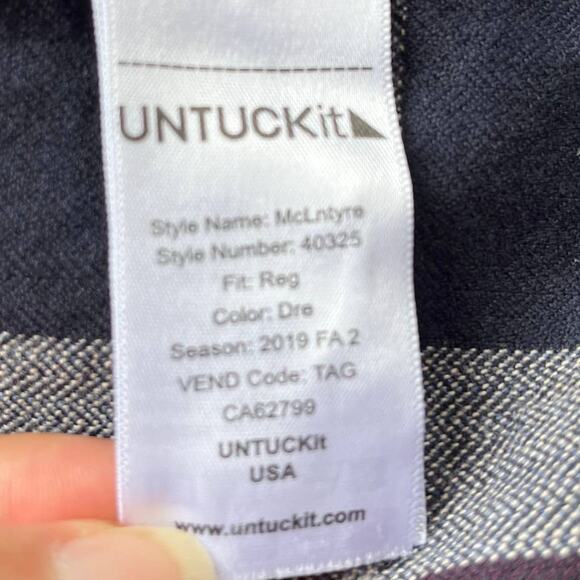 UNTUCKit
Style Name: McLntyre
Style Number: 40325
Fit: Reg
Color: Dre
Season: 2019 FA 2
VEND Code: TAG
CA62799
UNTUCKit
USA
www.untuckit.com